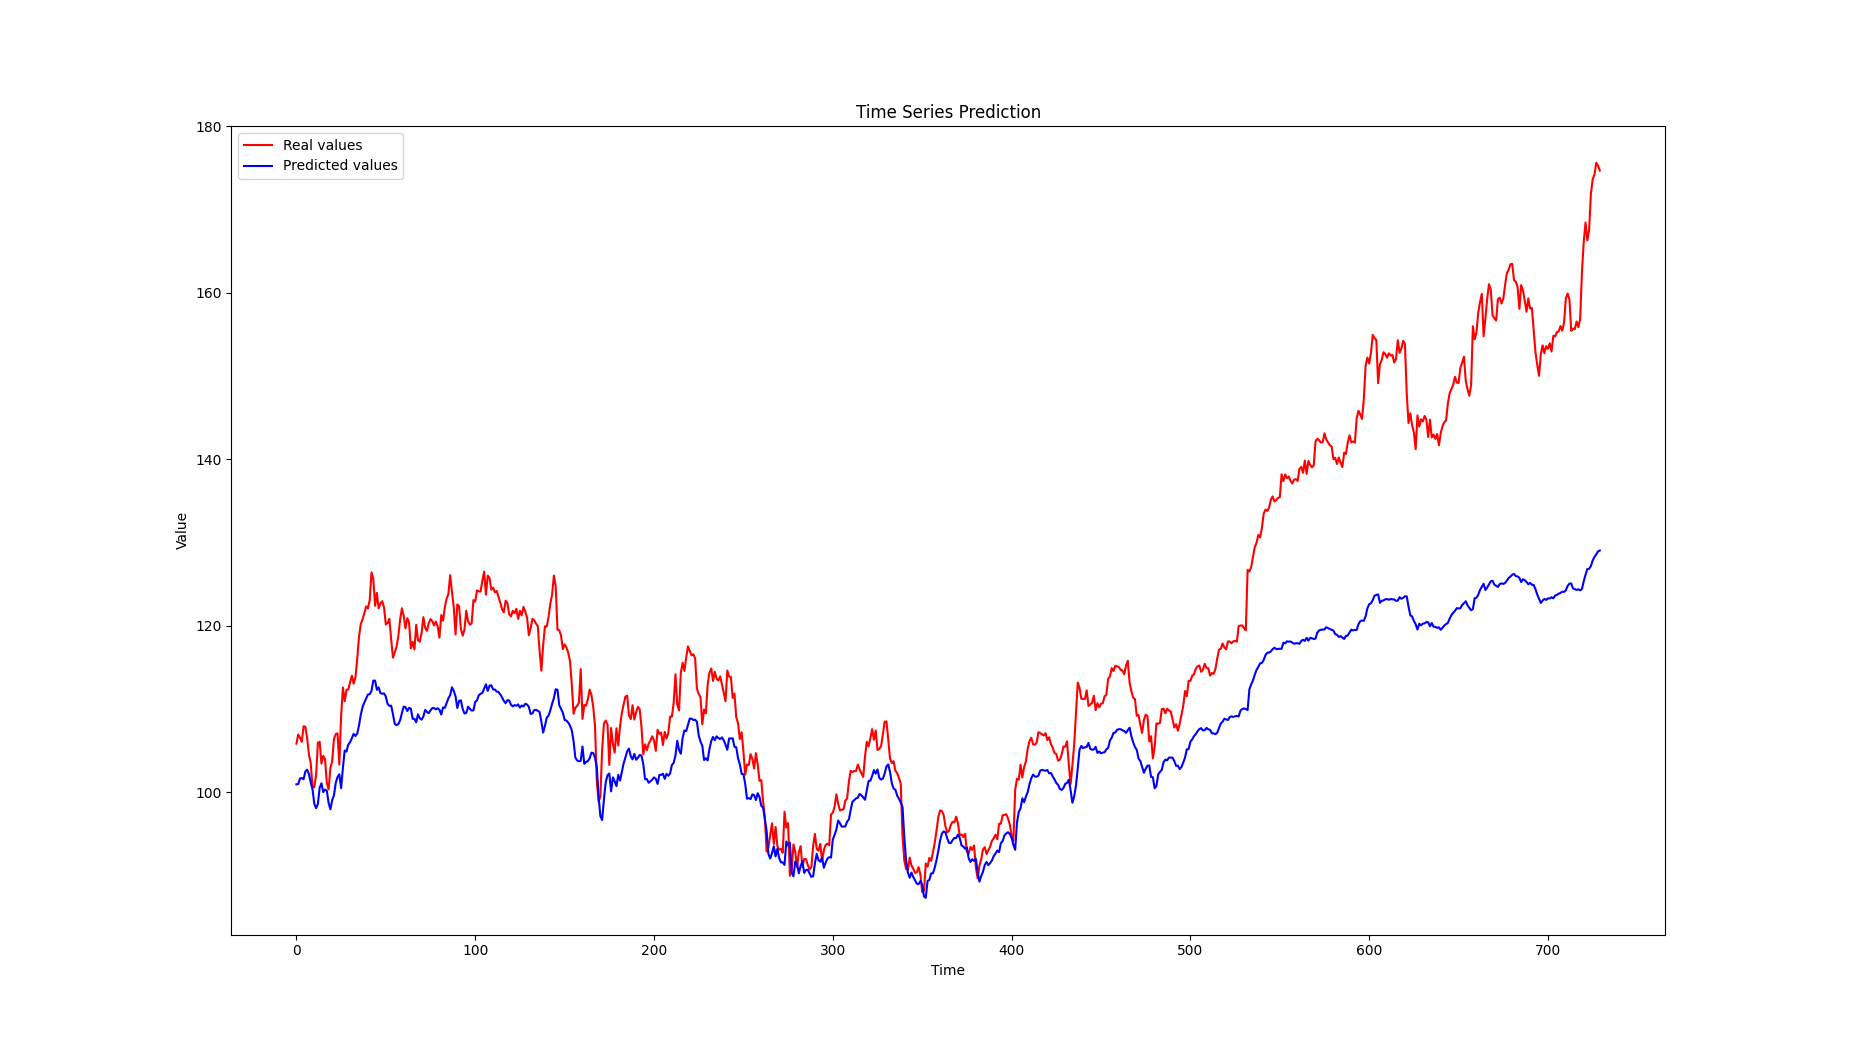 Time Series Prediction
Real values
Predicted values
180
160
140
120
100
Value
0 100 200 300 400 500 600 700
Time